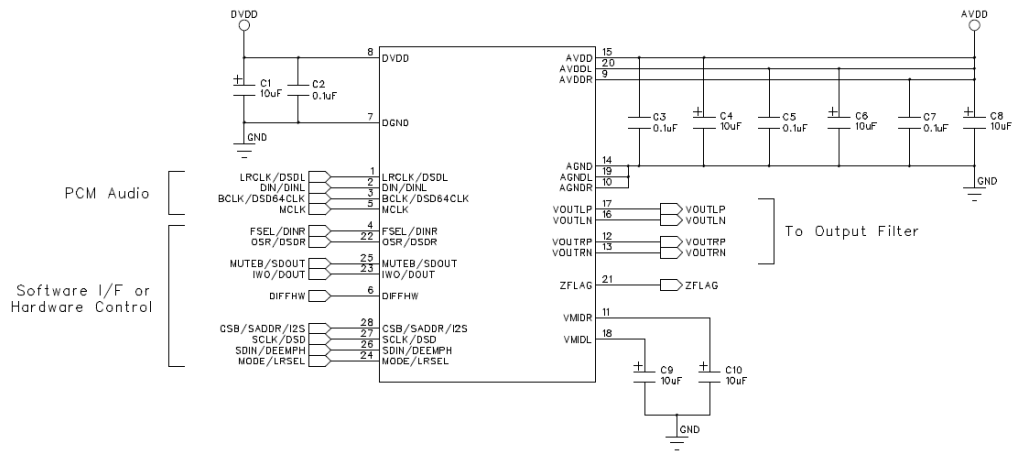 DVDD
AVDD
8
DVDD
15
AVDD
20
AVDDL
9
AVDDR
C1
10uF
C2
0.1uF
C3
0.1uF
C4
10uF
C5
0.1uF
C6
10uF
C7
0.1uF
C8
10uF
7
DGND
GND
14
AGND
19
AGNDL
10
AGNDR
GND
PCM Audio
LRCLK/DSDL
1
LRCLK/DSDL
DIN/DINL
2
DIN/DINL
BCLK/DSD64CLK
3
BCLK/DSD64CLK
MCLK
5
MCLK
VOUTLP
17
VOUTLP
VOUTLN
16
VOUTLN
To Output Filter
FSEL/DINR
4
FSEL/DINR
OSR/DSDR
22
OSR/DSDR
VOUTRP
12
VOUTRP
VOUTRN
13
VOUTRN
MUTEB/SDOUT
25
MUTEB/SDOUT
IWO/DOUT
23
IWO/DOUT
ZFLAG
21
ZFLAG
Software I/F or
Hardware Control
DIFFHW
6
DIFFHW
VMIDR
11
VMIDL
18
CSB/SADDR/I2S
28
CSB/SADDR/I2S
SCLK/DSD
27
SCLK/DSD
SDIN/DEEMPH
26
SDIN/DEEMPH
MODE/LRSEL
24
MODE/LRSEL
C9
10uF
C10
10uF
GND